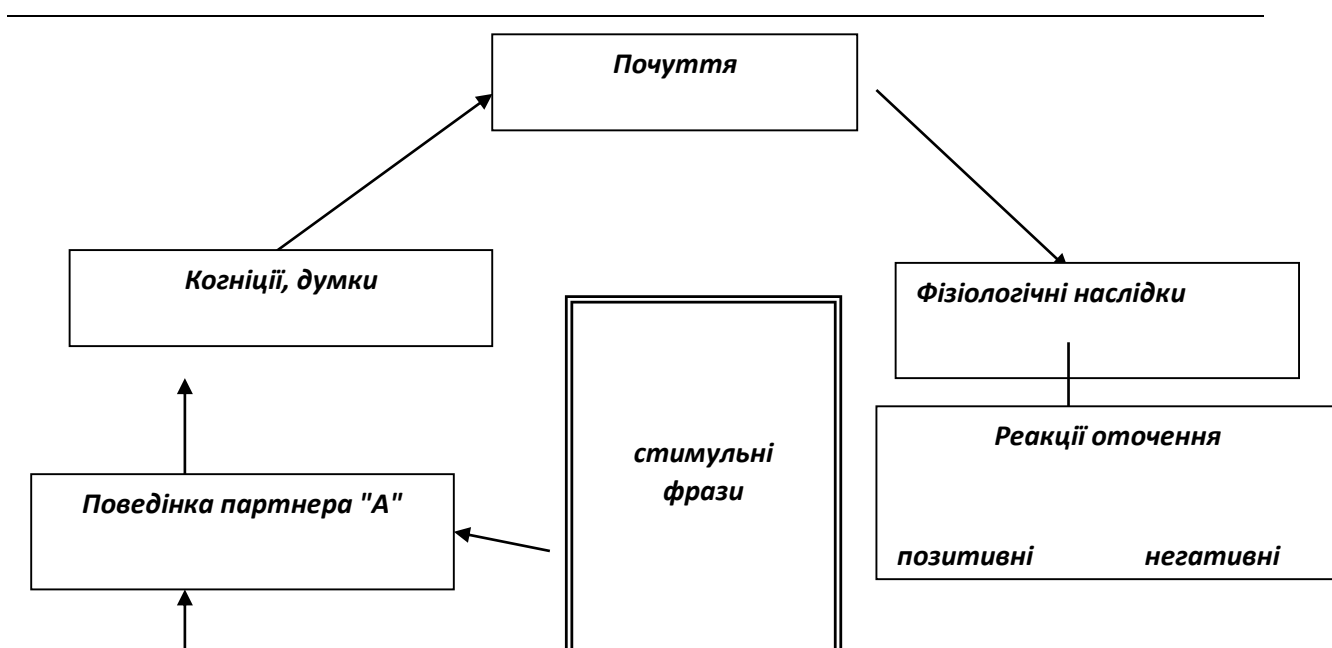 Почуття
Когніції, думки
Фізіологічні наслідки
Реакції оточення
стимульні
фрази
Поведінка партнера "А"
позитивні негативні